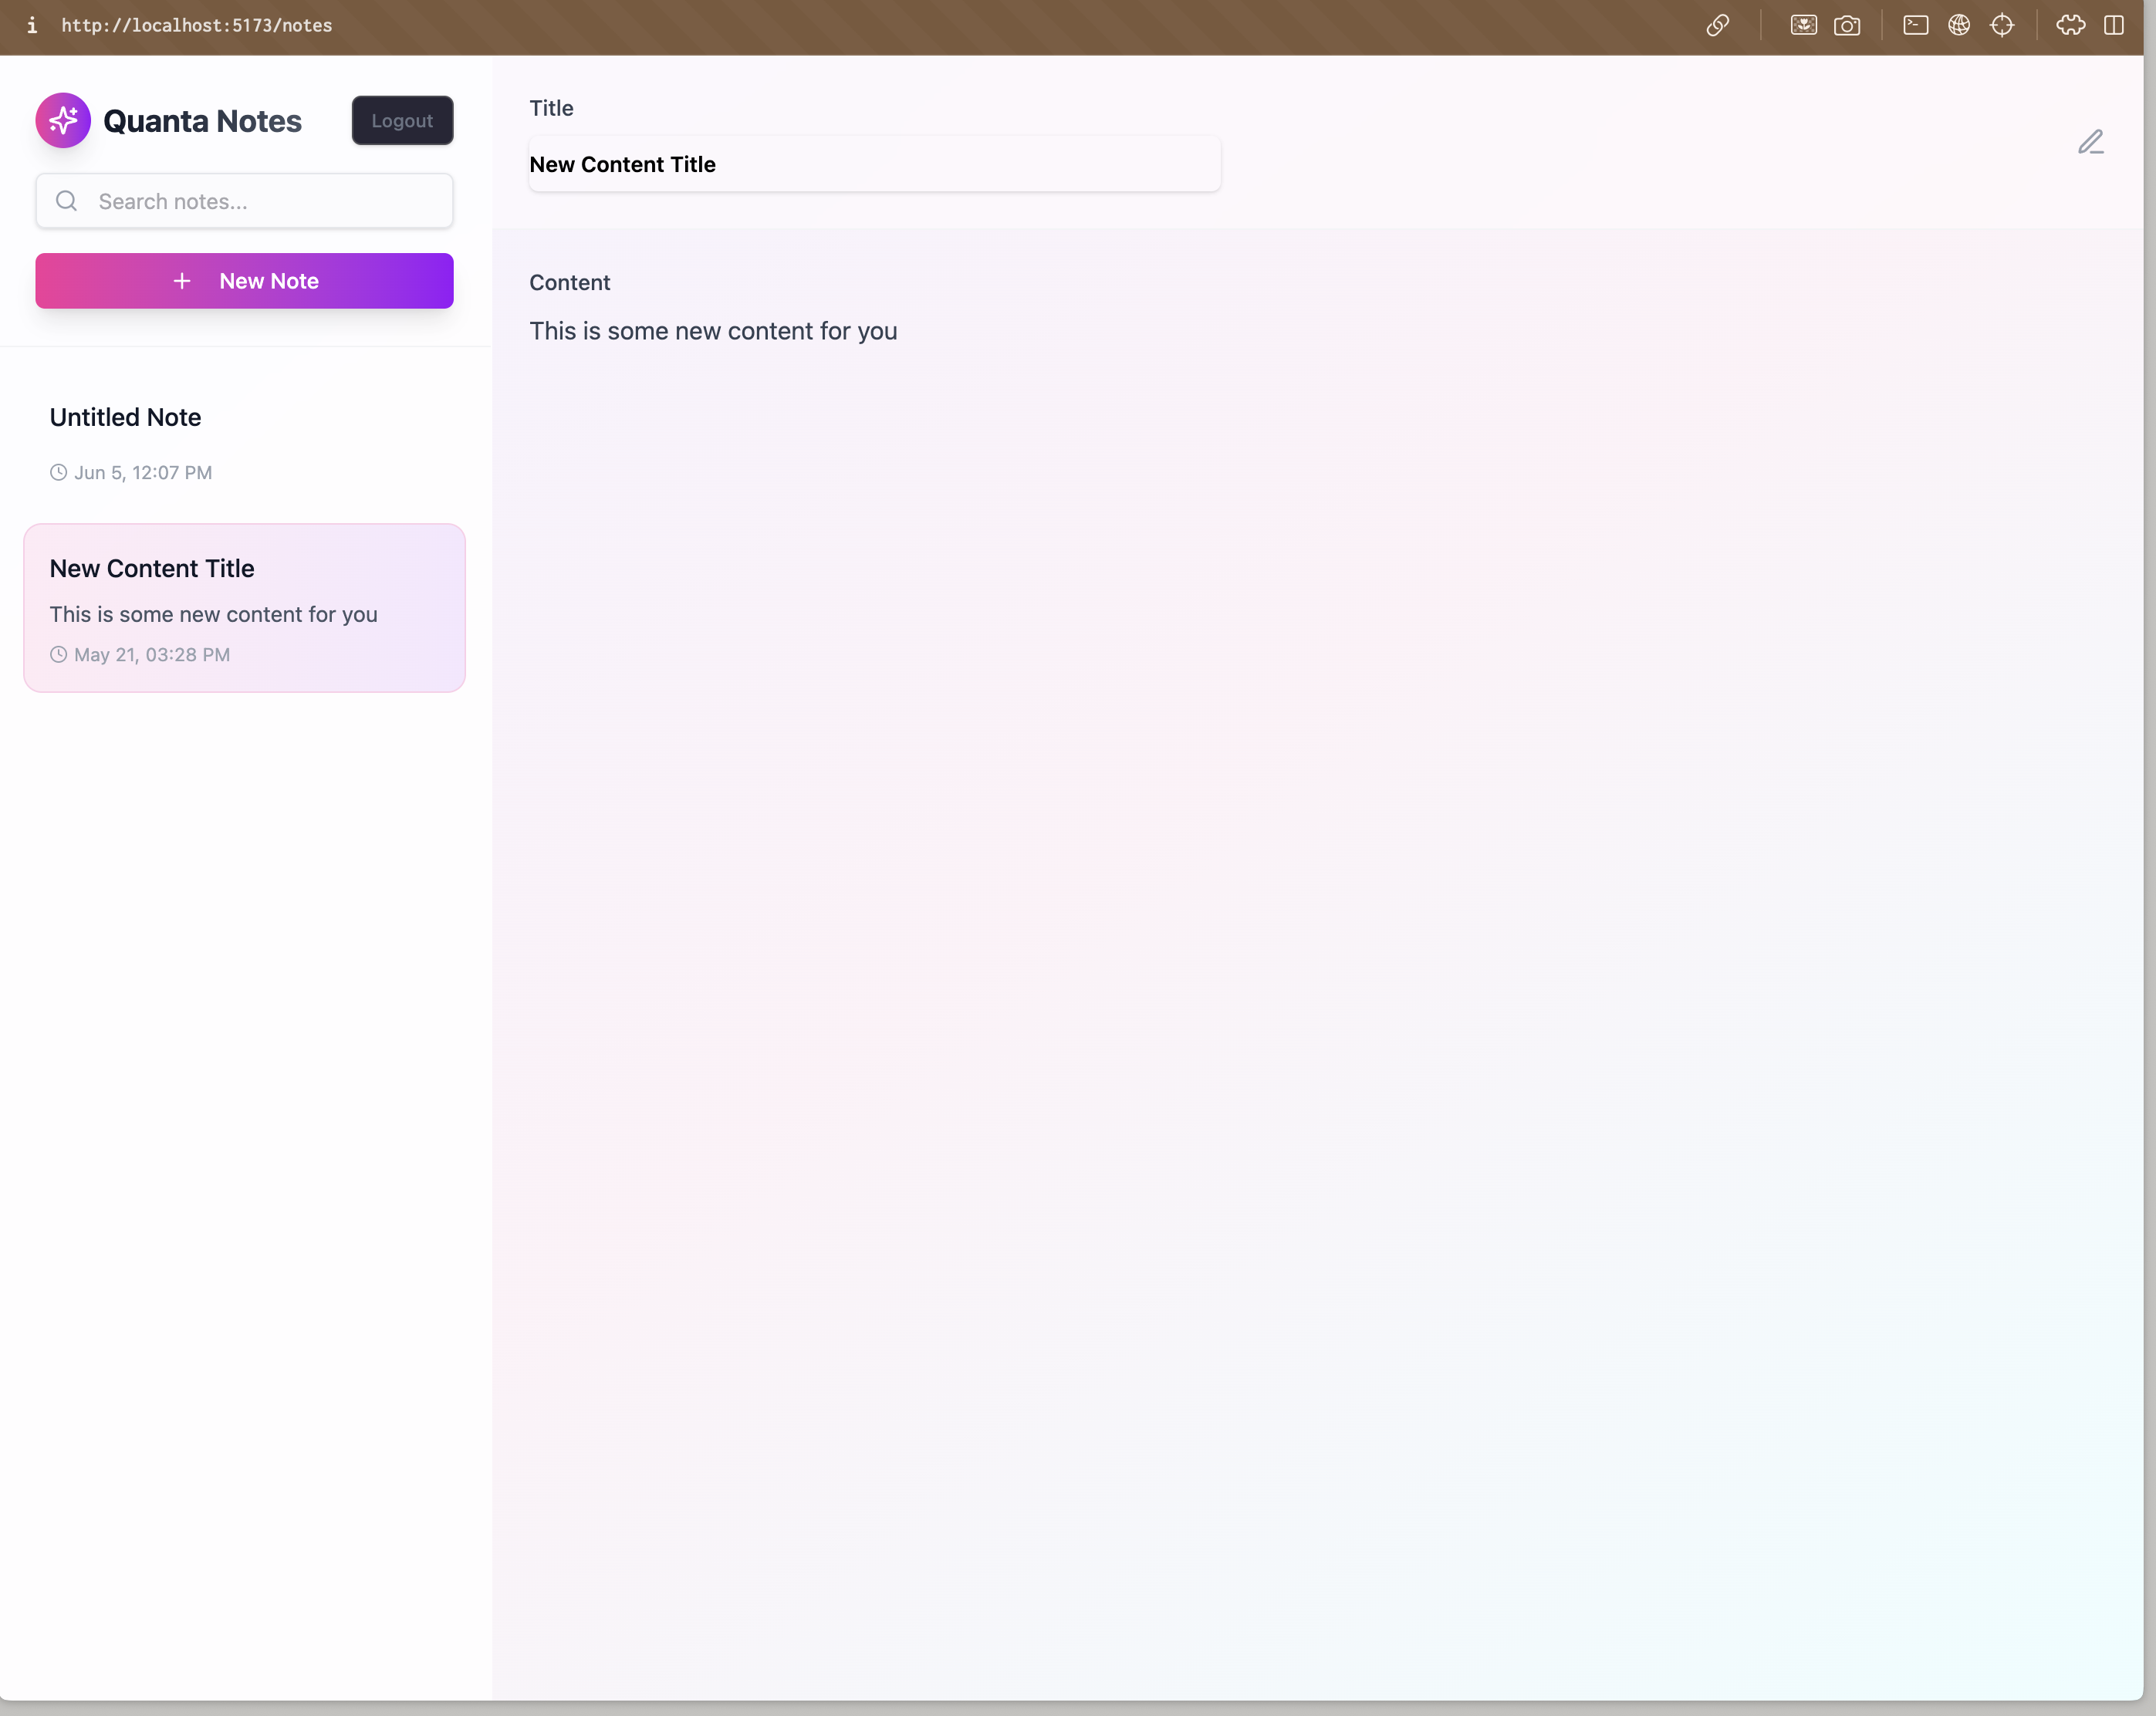 http://localhost:5173/notes
Quanta Notes
Logout
Search notes...
+ New Note
Untitled Note
Jun 5, 12:07 PM
New Content Title
This is some new content for you
May 21, 03:28 PM
Title
New Content Title
Content
This is some new content for you